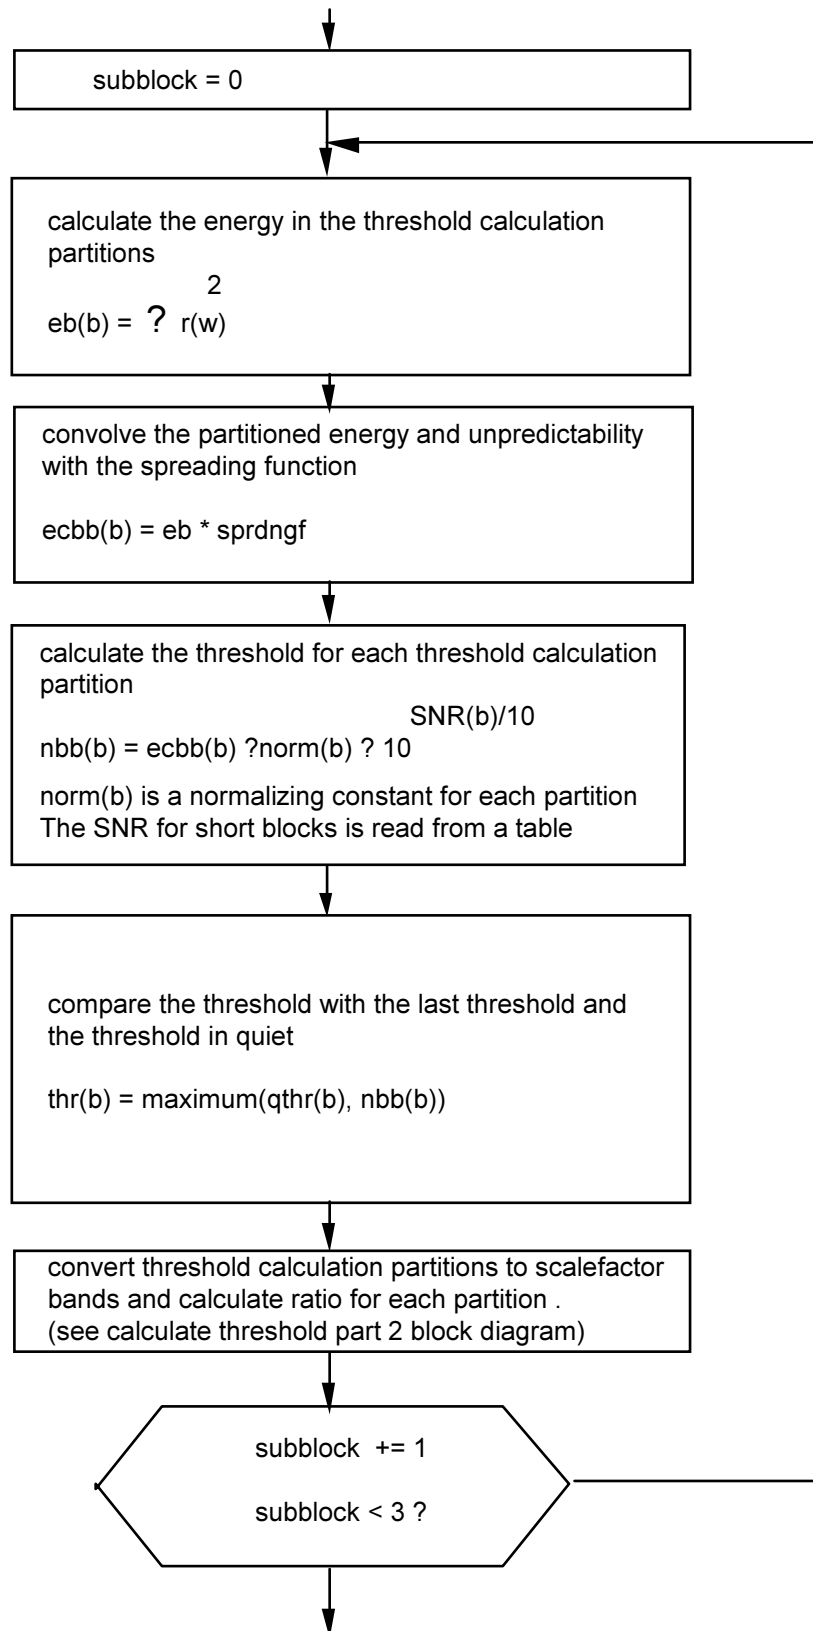 subblock = 0
calculate the energy in the threshold calculation
partitions
2
eb(b) = ? r(w)
convolve the partitioned energy and unpredictability
with the spreading function
ecbb(b) = eb * sprdngf
calculate the threshold for each threshold calculation
partition
SNR(b)/10
nbb(b) = ecbb(b) ?norm(b) ? 10
norm(b) is a normalizing constant for each partition
The SNR for short blocks is read from a table
compare the threshold with the last threshold and
the threshold in quiet
thr(b) = maximum(qthr(b), nbb(b))
convert threshold calculation partitions to scalefactor
bands and calculate ratio for each partition .
(see calculate threshold part 2 block diagram)
subblock += 1
subblock < 3 ?